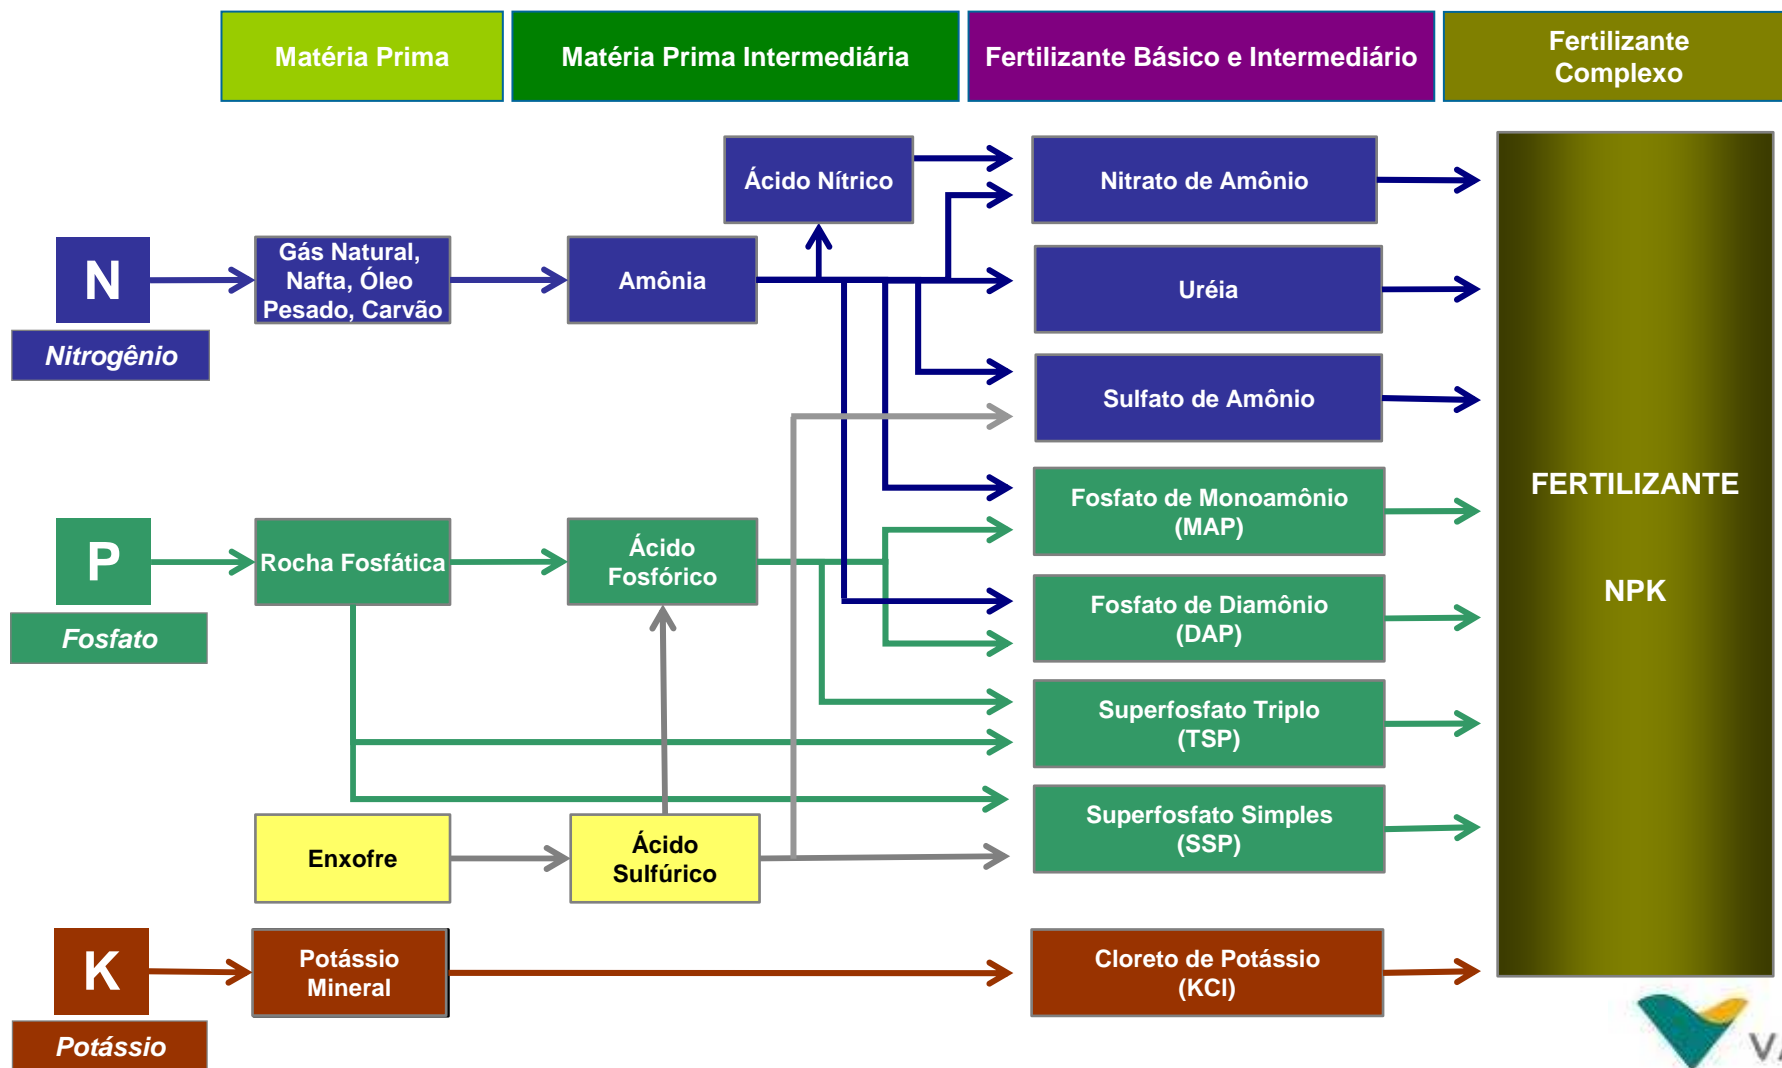 Matéria Prima
Matéria Prima Intermediária
Fertilizante Básico e Intermediário
Fertilizante
Complexo
N
Nitrogênio
Gás Natural,
Nafta, Óleo
Pesado, Carvão
Amônia
Ácido Nítrico
Nitrato de Amônio
Uréia
Sulfato de Amônio
P
Fosfato
Rocha Fosfática
Ácido
Fosfórico
Fosfato de Monoamônio
(MAP)
Fosfato de Diamônio
(DAP)
Superfosfato Triplo
(TSP)
Superfosfato Simples
(SSP)
Enxofre
Ácido
Sulfúrico
K
Potássio
Potássio
Mineral
Cloreto de Potássio
(KCl)
FERTILIZANTE
NPK